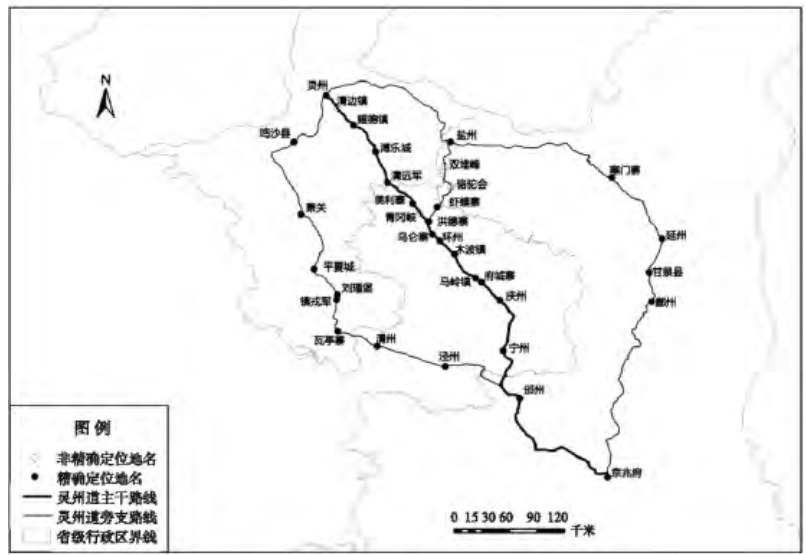 N
灵州
清边镇
耀德镇
鸣沙县
盐州
溥乐城
双堆峰
塞门寨
清远军
骆驼会
美利寨
虾䗫寨
萧关
青冈峡
洪德寨
乌仑寨
环州
延州
木波镇
平夏城
马岭镇
府城寨
甘泉县
刘璠堡
镇戎军
庆州
鄜州
瓦亭寨
渭州
宁州
泾州
邠州
京兆府
图例
非精确定位地名
精确定位地名
灵州道主干路线
灵州道旁支路线
省级行政区界线
0 15 30 60 90 120
千米